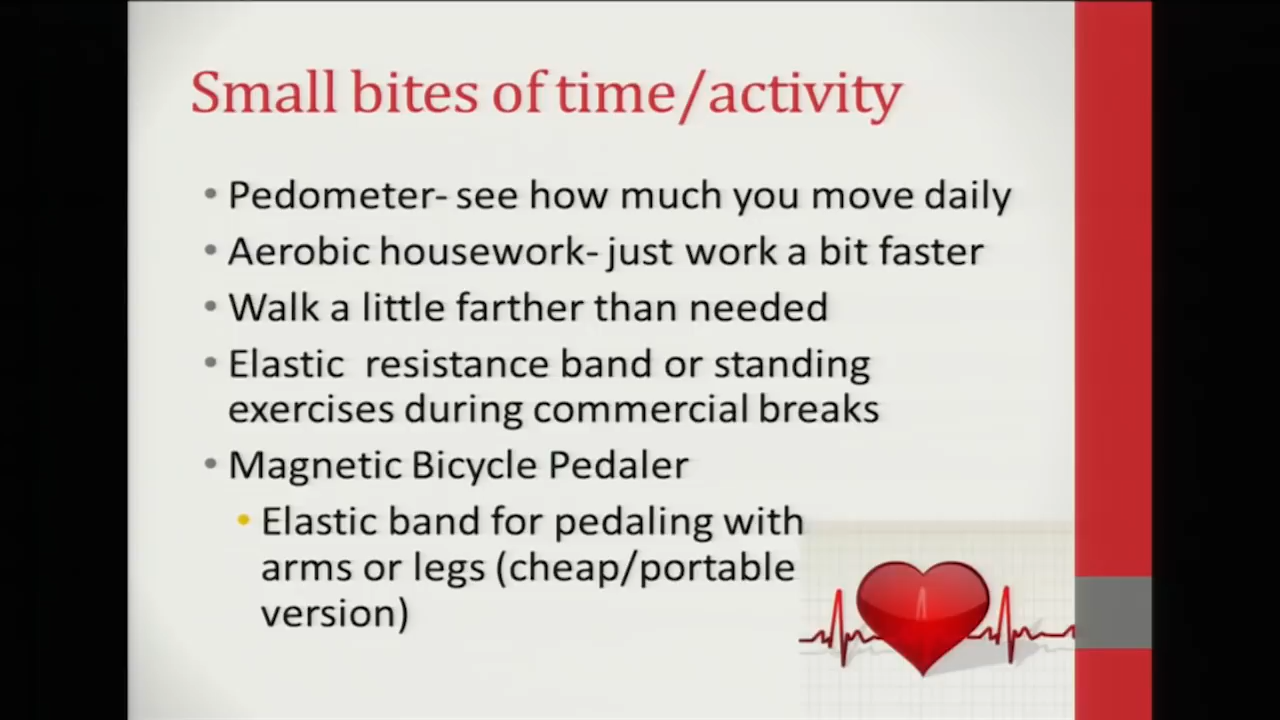 Small bites of time/activity
• Pedometer- see how much you move daily
• Aerobic housework- just work a bit faster
• Walk a little farther than needed
• Elastic  resistance band or standing
exercises during commercial breaks
• Magnetic Bicycle Pedaler
• Elastic band for pedaling with
arms or legs (cheap/portable
version)